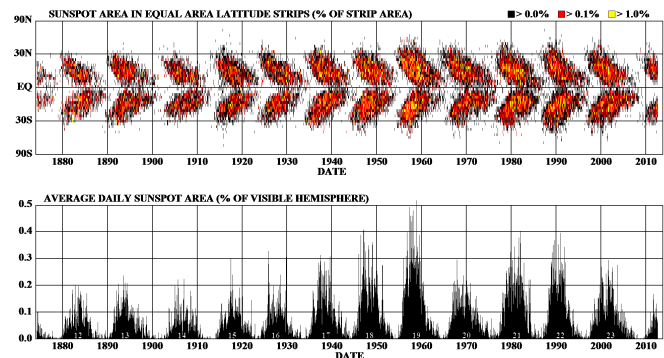 SUNSPOT AREA IN EQUAL AREA LATITUDE STRIPS (% OF STRIP AREA) > 0.0% > 0.1% > 1.0%
90N
30N
EQ
30S
90S
1880 1890 1900 1910 1920 1930 1940 1950 1960 1970 1980 1990 2000 2010
DATE
AVERAGE DAILY SUNSPOT AREA (% OF VISIBLE HEMISPHERE)
0.5
0.4
0.3
0.2
0.1
0.0
12 13 14 15 16 17 18 19 20 21 22 23
1880 1890 1900 1910 1920 1930 1940 1950 1960 1970 1980 1990 2000 2010
DATE